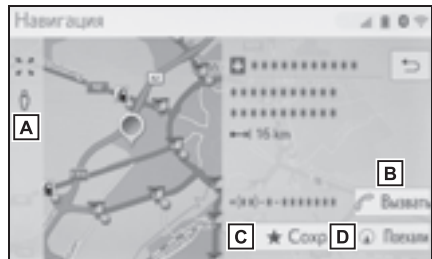 Навигация
16 km
A
B
Вызвать
C
Сохр
D
Поехали